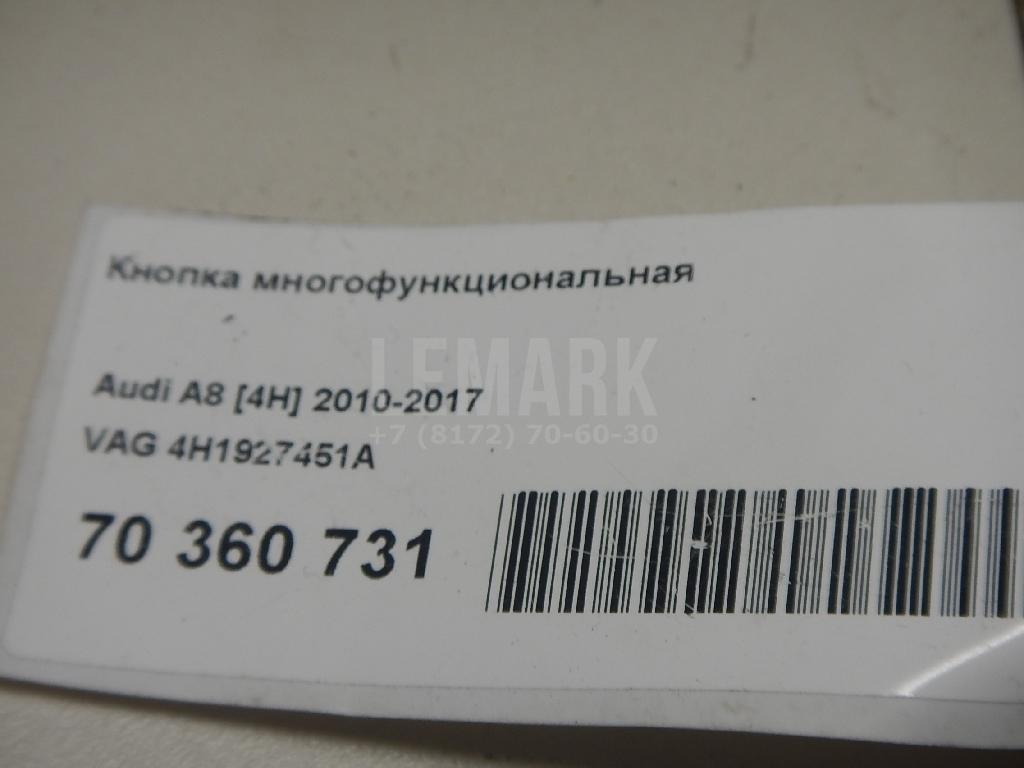 Кнопка многофункциональная
LEMARK
Audi A8 [4H] 2010-2017
+7 (8172) 70-60-30
VAG 4H1927451A
70 360 731